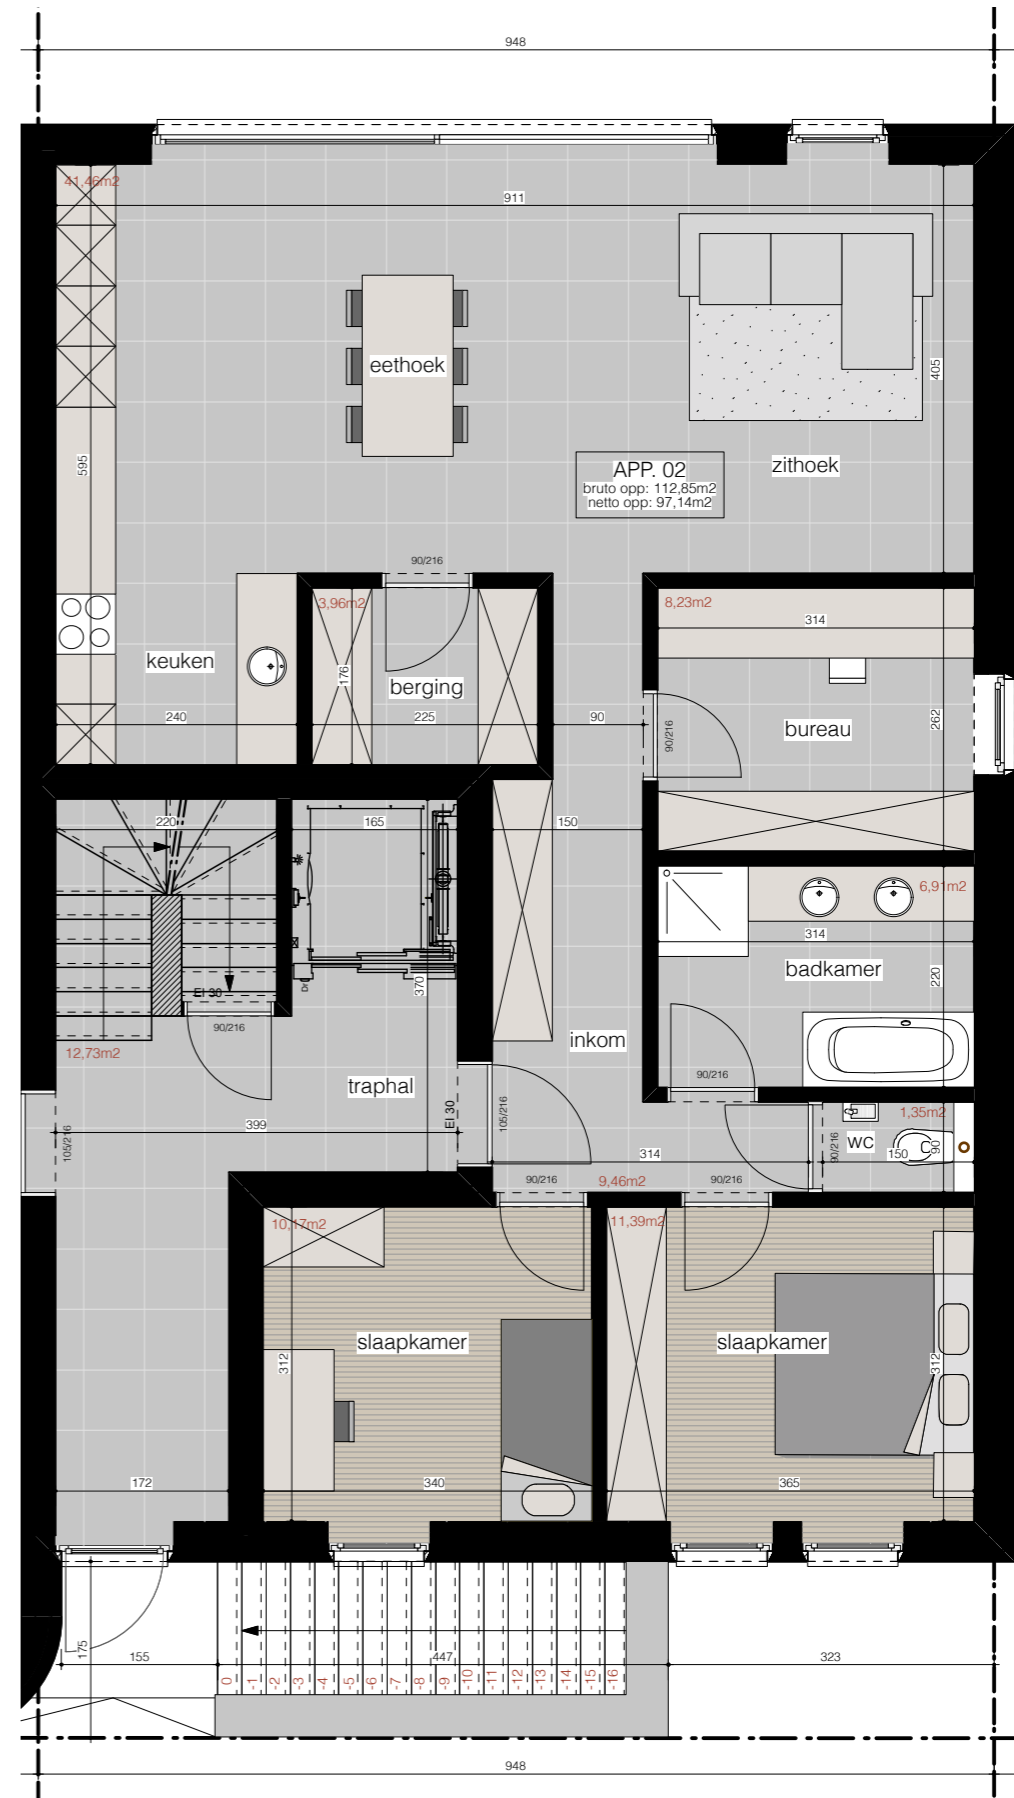 948
41,46m2
911
eethoek
405
595
zithoek
APP. 02
bruto opp: 112,85m2
netto opp: 97,14m2
90/216
3,96m2
8,23m2
314
keuken
176
berging
262
240
225
90
90/216
bureau
220
165
150
6,91m2
314
badkamer
220
370
Dr
EI 30
90/216
inkom
12,73m2
90/216
traphal
105/216
399
EI 30
105/216
1,35m2
WC
90/216
90
150
314
90/216
9,46m2
90/216
10,17m2
11,39m2
slaapkamer
slaapkamer
312
312
172
340
365
175
155
447
323
0
-1
-2
-3
-4
-5
-6
-7
-8
-9
-10
-11
-12
-13
-14
-15
-16
948